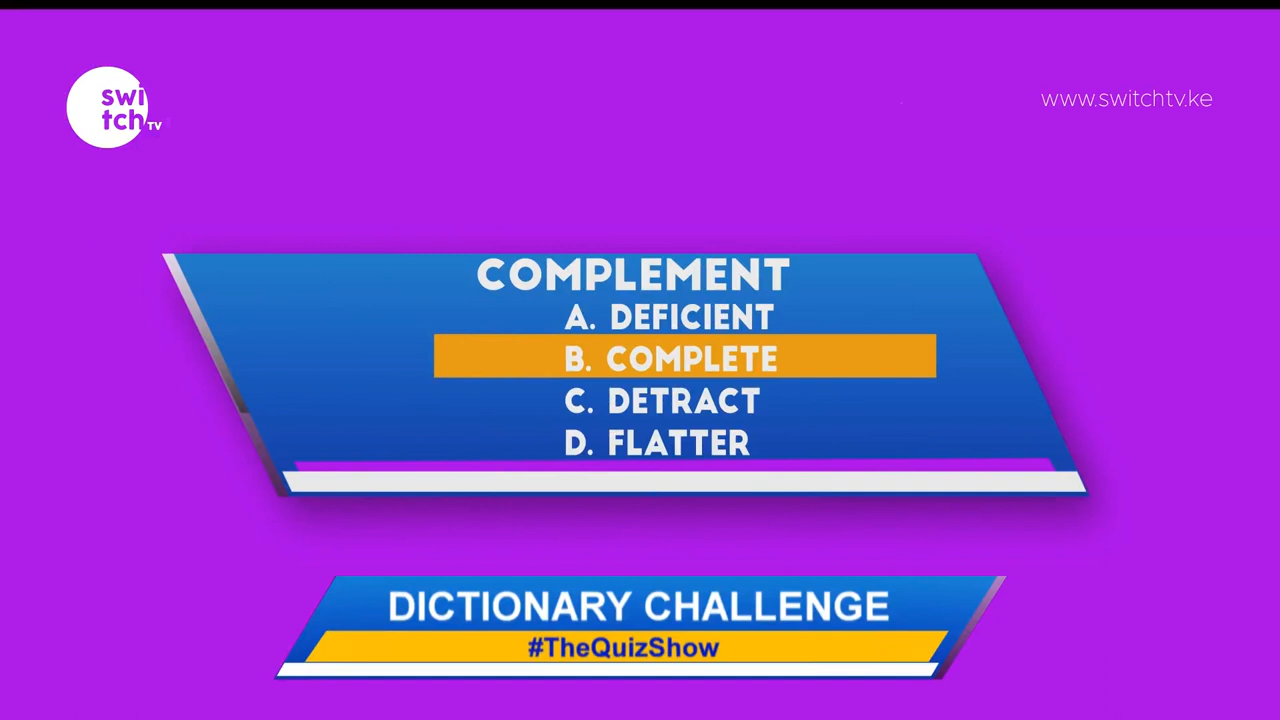 swi
tch TV
www.switchtv.ke
COMPLEMENT
A. DEFICIENT
B. COMPLETE
C. DETRACT
D. FLATTER
DICTIONARY CHALLENGE
#TheQuizShow